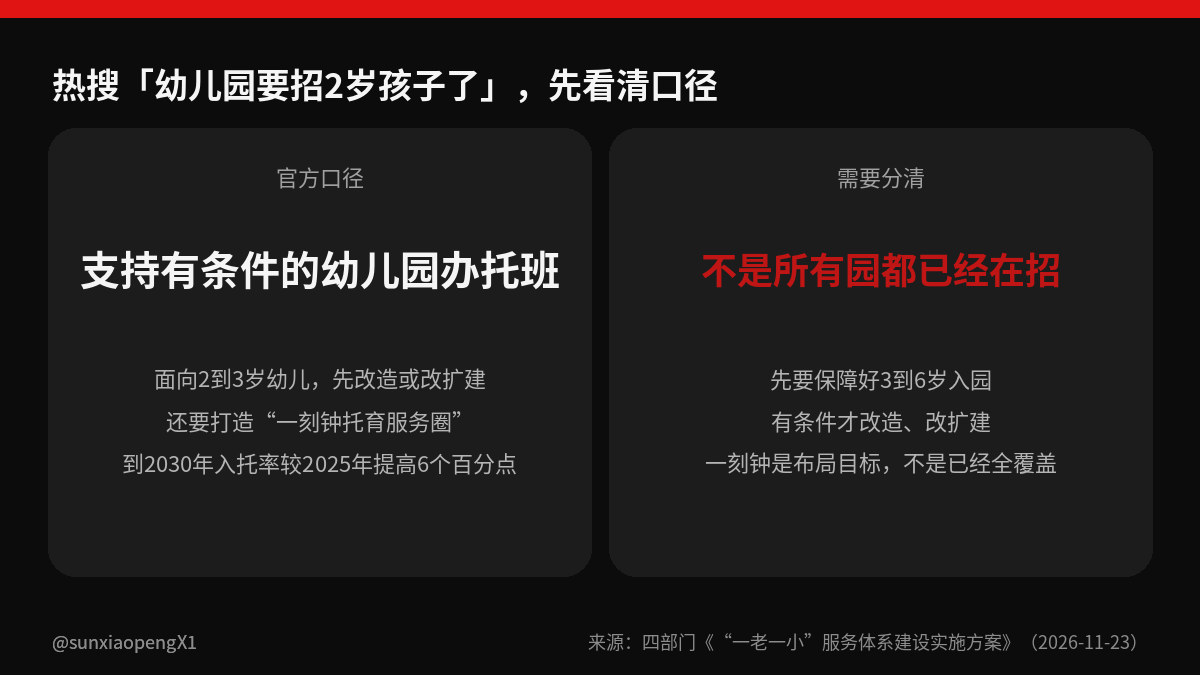 热搜「幼儿园要招2岁孩子了」，先看清口径
官方口径
支持有条件的幼儿园办托班
面向2到3岁幼儿，先改造或改扩建
还要打造“一刻钟托育服务圈”
到2030年入托率较2025年提高6个百分点
需要分清
不是所有园都已经在招
先要保障好3到6岁入园
有条件才改造、改扩建
一刻钟是布局目标，不是已经全覆盖
@sunxiaopengX1
来源：四部门《“一老一小”服务体系建设实施方案》（2026-11-23）